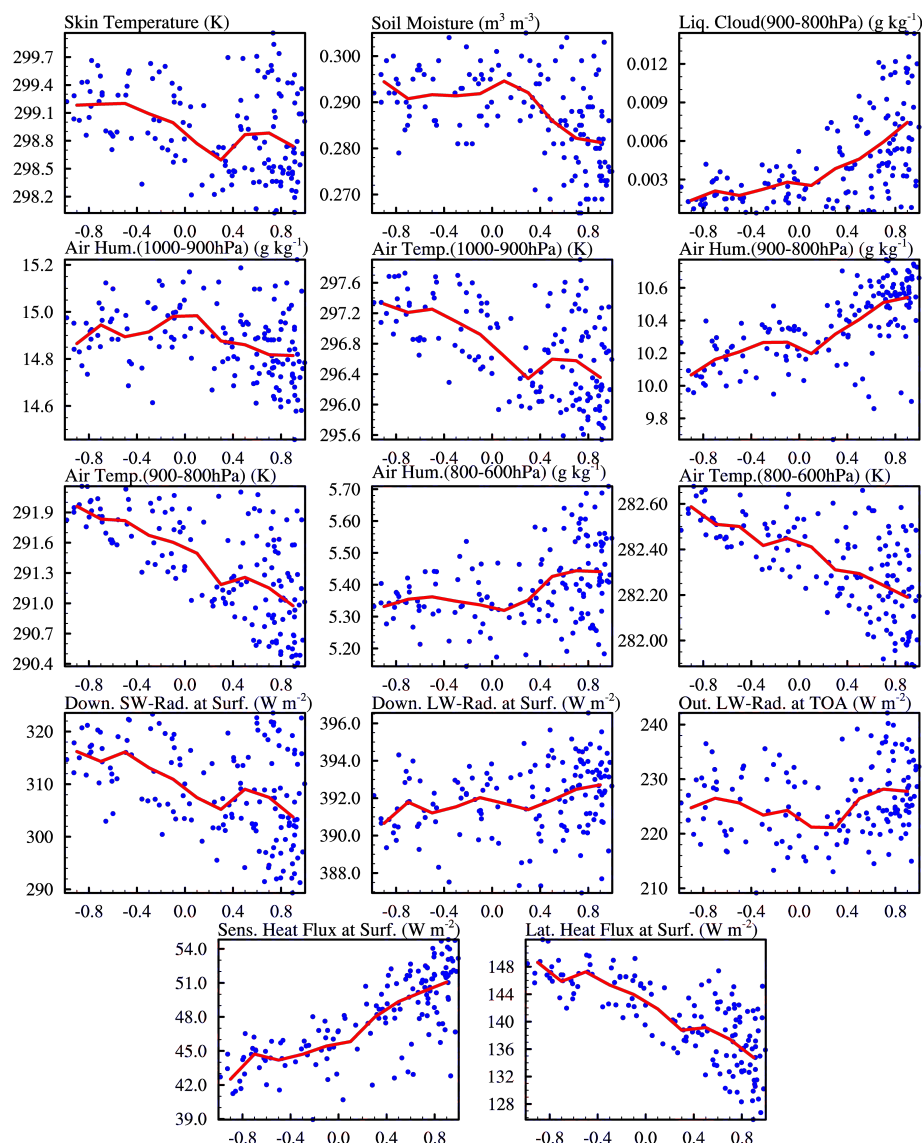 Skin Temperature (K) Soil Moisture (m³ m⁻³) Liq. Cloud(900-800hPa) (g kg⁻¹)
299.7 0.300 0.012
299.4 0.290 0.009
299.1 0.280 0.006
298.8 0.270 0.003
298.5
298.2
-0.8 -0.4 0.0 0.4 0.8 -0.8 -0.4 0.0 0.4 0.8 -0.8 -0.4 0.0 0.4 0.8
Air Hum.(1000-900hPa) (g kg⁻¹) Air Temp.(1000-900hPa) (K) Air Hum.(900-800hPa) (g kg⁻¹)
15.2 297.6 10.6
15.0 297.2 10.4
14.8 296.8 10.2
14.6 296.4 10.0
296.0 9.8
295.6
-0.8 -0.4 0.0 0.4 0.8 -0.8 -0.4 0.0 0.4 0.8 -0.8 -0.4 0.0 0.4 0.8
Air Temp.(900-800hPa) (K) Air Hum.(800-600hPa) (g kg⁻¹) Air Temp.(800-600hPa) (K)
291.9 5.70 282.60
291.6 5.60 282.40
291.3 5.50 282.20
291.0 5.40 282.00
290.7 5.30
290.4 5.20
-0.8 -0.4 0.0 0.4 0.8 -0.8 -0.4 0.0 0.4 0.8 -0.8 -0.4 0.0 0.4 0.8
Down. SW-Rad. at Surf. (W m⁻²) Down. LW-Rad. at Surf. (W m⁻²) Out. LW-Rad. at TOA (W m⁻²)
320 396.0 240
310 394.0 230
300 392.0 220
290 390.0 210
388.0
-0.8 -0.4 0.0 0.4 0.8 -0.8 -0.4 0.0 0.4 0.8 -0.8 -0.4 0.0 0.4 0.8
Sens. Heat Flux at Surf. (W m⁻²) Lat. Heat Flux at Surf. (W m⁻²)
54.0 148
51.0 144
48.0 140
45.0 136
42.0 132
39.0 128
-0.8 -0.4 0.0 0.4 0.8 -0.8 -0.4 0.0 0.4 0.8